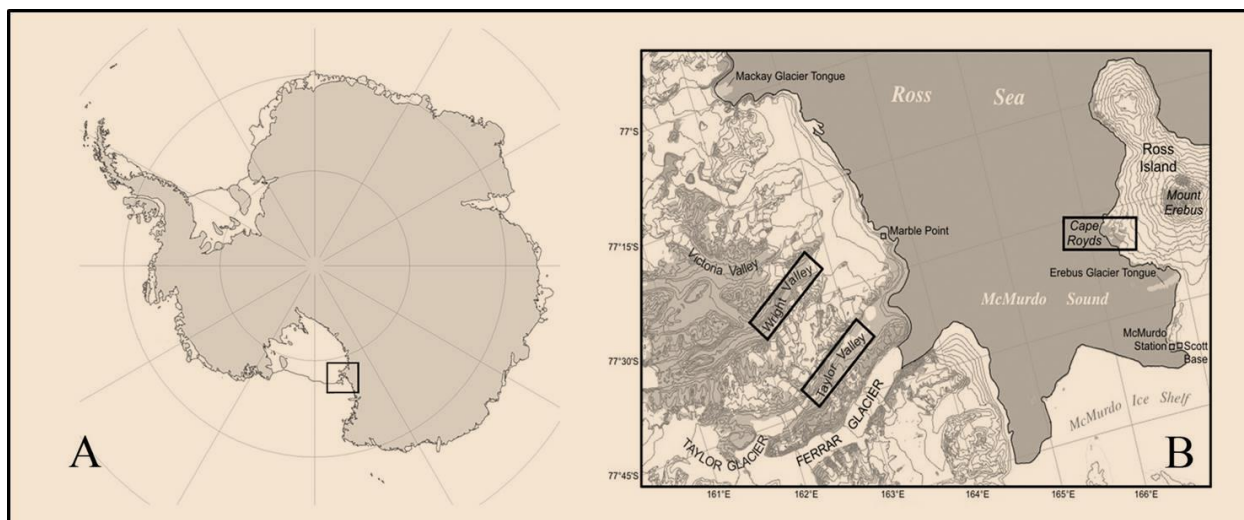 A
Mackay Glacier Tongue
Ross Sea
77°S
Ross
Island
Mount
Erebus
Cape
Royds
Marble Point
77°15'S
Victoria Valley
Wright Valley
Erebus Glacier Tongue
McMurdo Sound
McMurdo
Station
Scott
Base
77°30'S
Taylor Valley
McMurdo Ice Shelf
TAYLOR GLACIER
FERRAR GLACIER
B
77°45'S
161°E
162°E
163°E
164°E
165°E
166°E